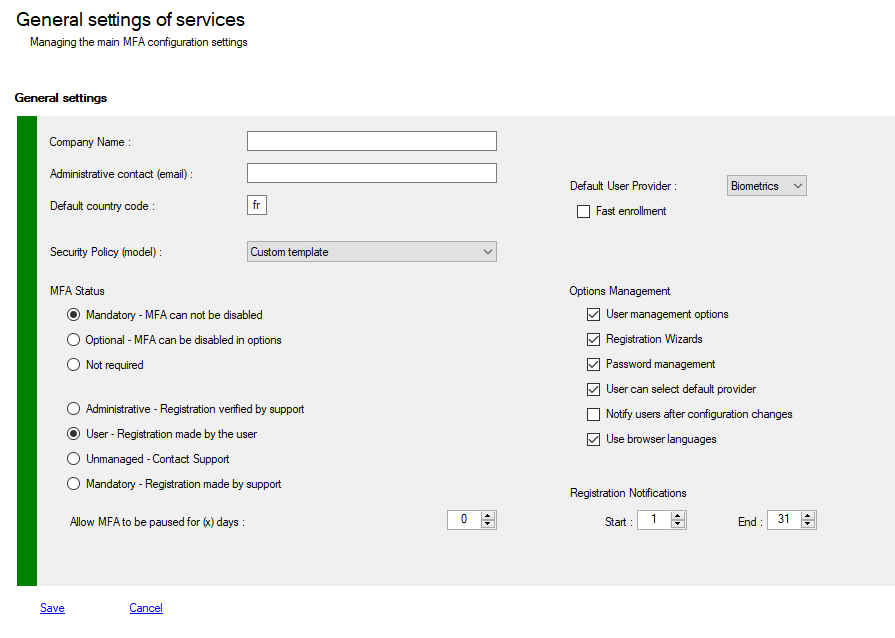 General settings of services
Managing the main MFA configuration settings
General settings
Company Name :
Administrative contact (email) :
Default User Provider : Biometrics
Default country code : fr
Fast enrollment
Security Policy (model) : Custom template
MFA Status
Mandatory - MFA can not be disabled
Optional - MFA can be disabled in options
Not required
Administrative - Registration verified by support
User - Registration made by the user
Unmanaged - Contact Support
Mandatory - Registration made by support
Allow MFA to be paused for (x) days : 0
Options Management
User management options
Registration Wizards
Password management
User can select default provider
Notify users after configuration changes
Use browser languages
Registration Notifications
Start : 1 End : 31
Save Cancel